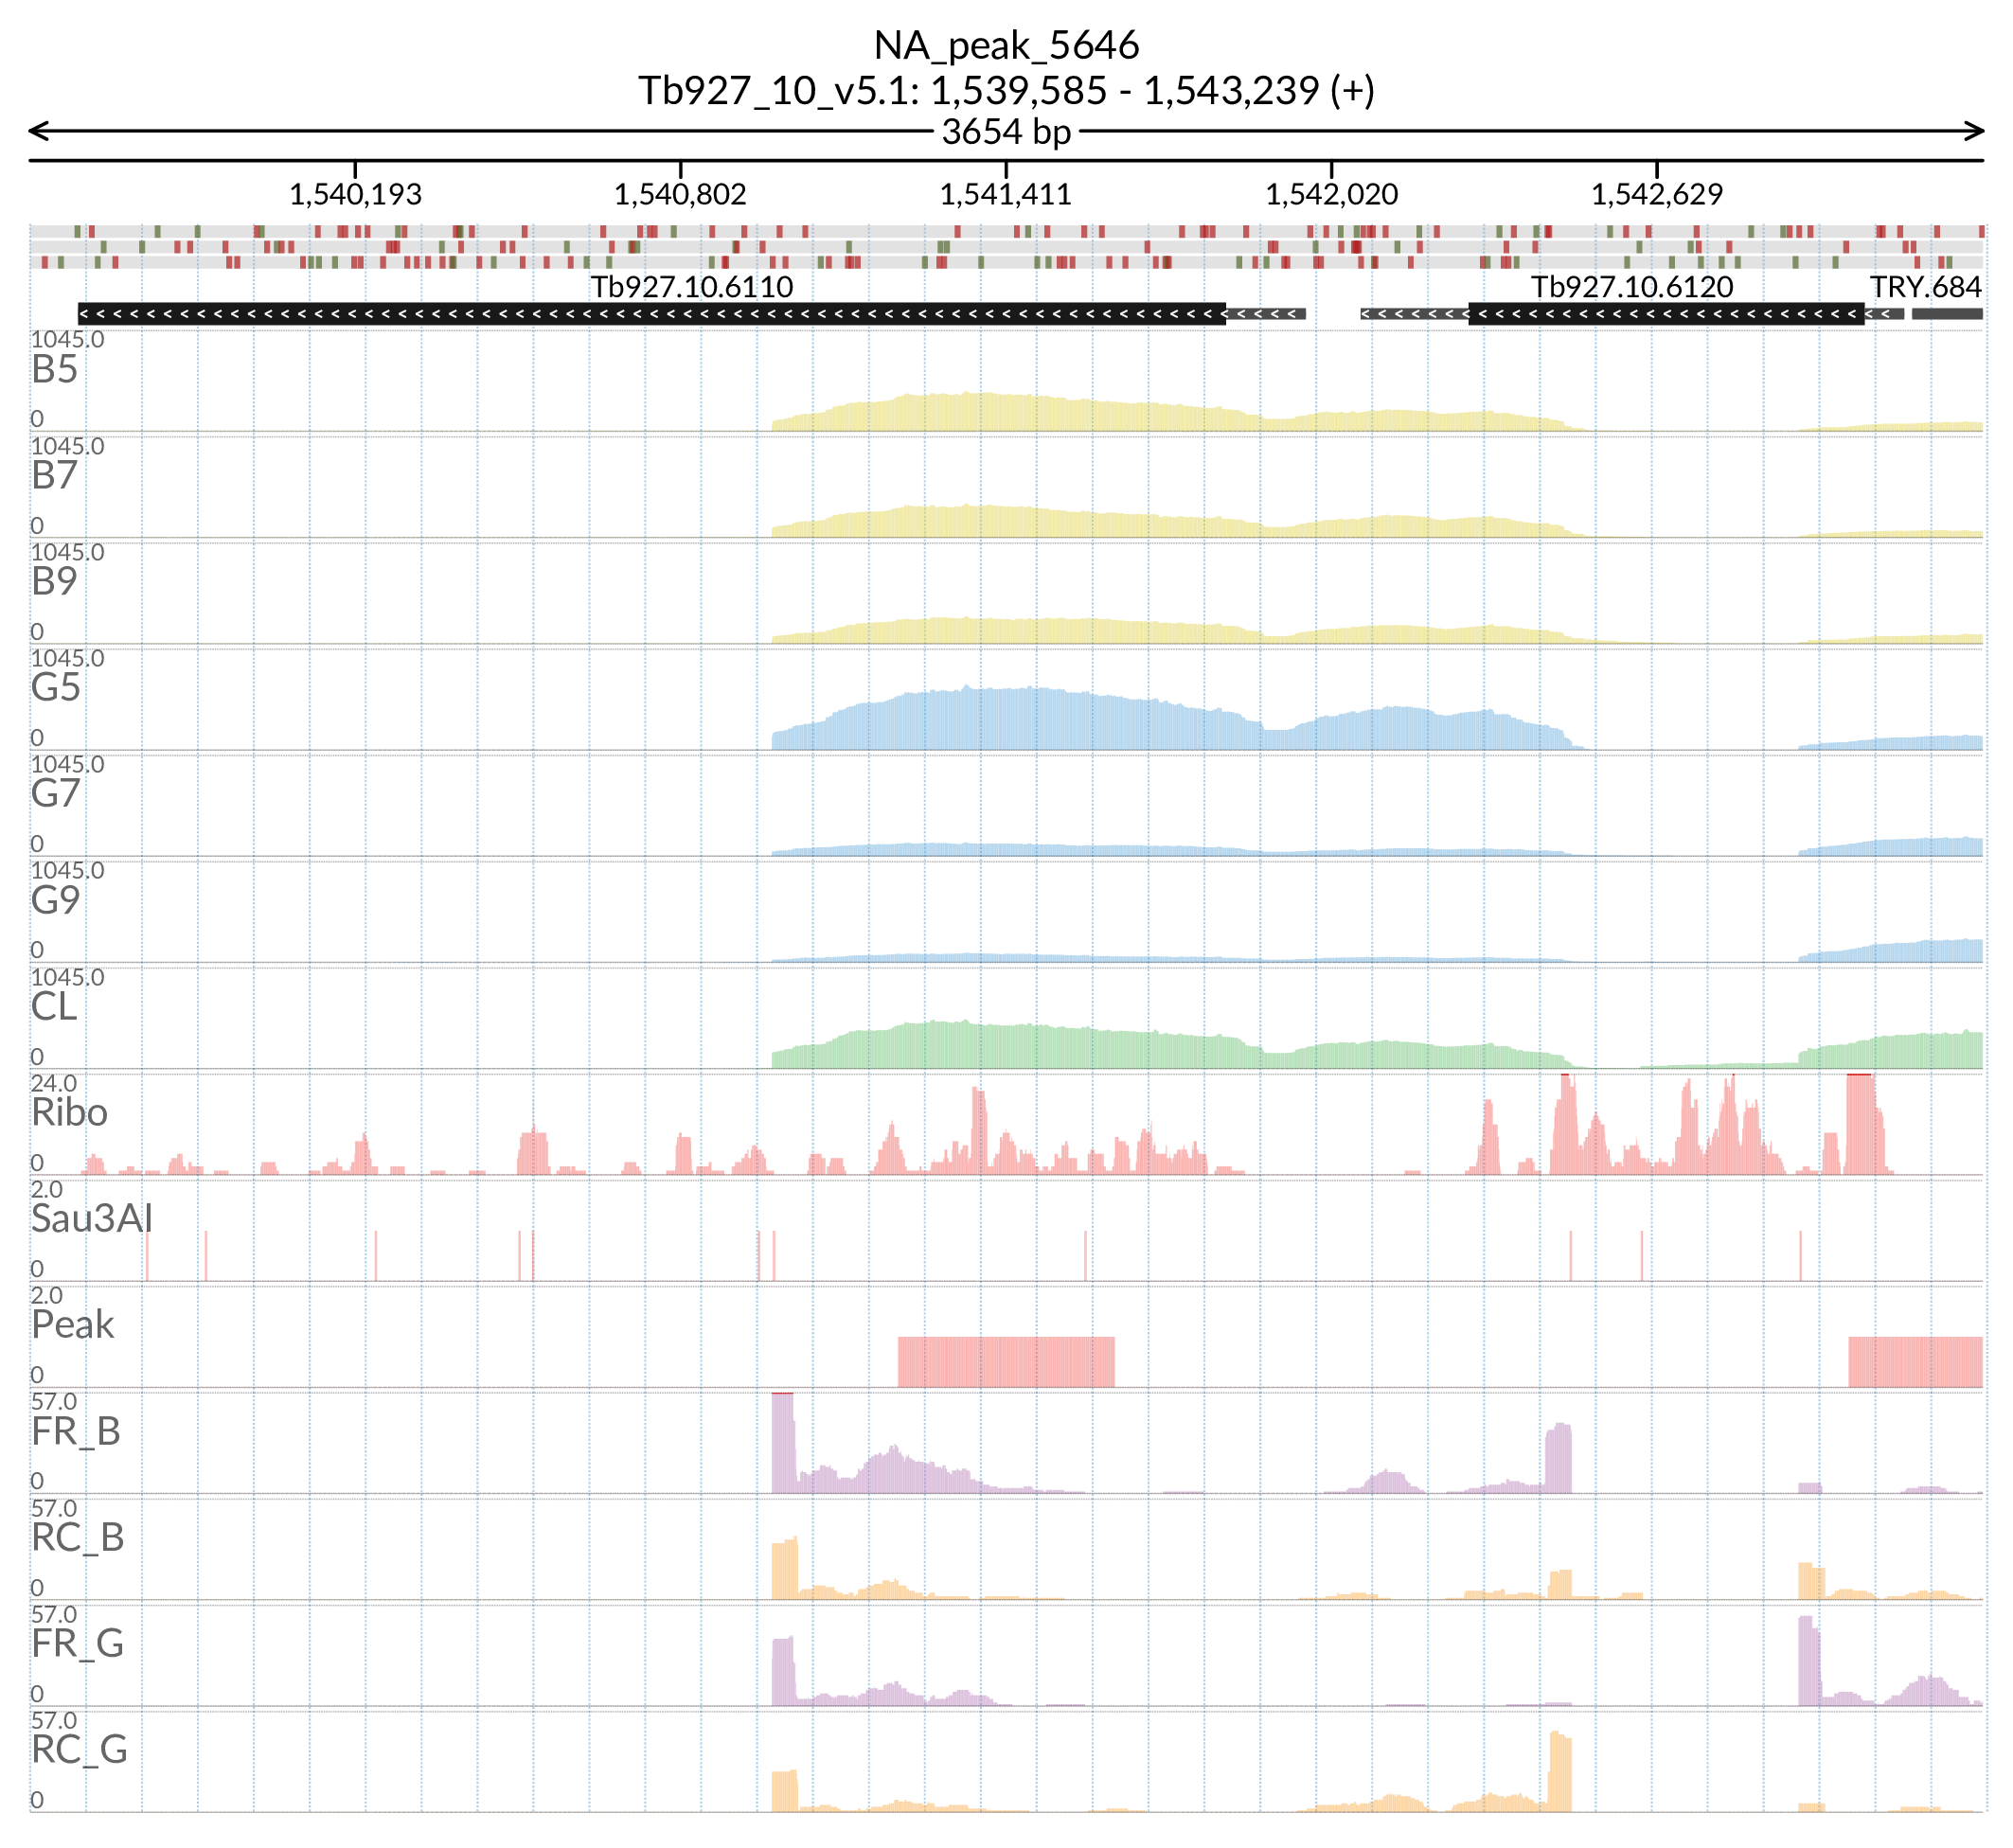 NA_peak_5646
Tb927_10_v5.1: 1,539,585 - 1,543,239 (+)
3654 bp
1,540,193 1,540,802 1,541,411 1,542,020 1,542,629
Tb927.10.6110 Tb927.10.6120 TRY.684
1045.0
B5
0
1045.0
B7
0
1045.0
B9
0
1045.0
G5
0
1045.0
G7
0
1045.0
G9
0
1045.0
CL
0
24.0
Ribo
0
2.0
Sau3AI
0
2.0
Peak
0
57.0
FR_B
0
57.0
RC_B
0
57.0
FR_G
0
57.0
RC_G
0